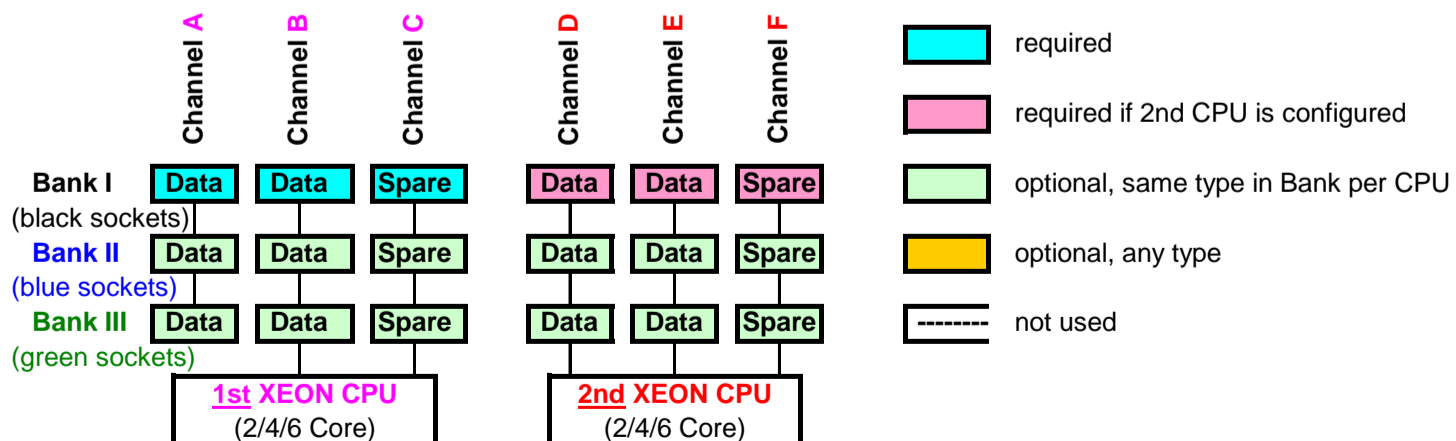 Channel A Channel B Channel C Channel D Channel E Channel F
required
required if 2nd CPU is configured
Bank I Data Data Spare Data Data Spare
optional, same type in Bank per CPU
(black sockets)
Bank II Data Data Spare Data Data Spare
optional, any type
(blue sockets)
Bank III Data Data Spare Data Data Spare
-------- not used
(green sockets)
1st XEON CPU 2nd XEON CPU
(2/4/6 Core) (2/4/6 Core)